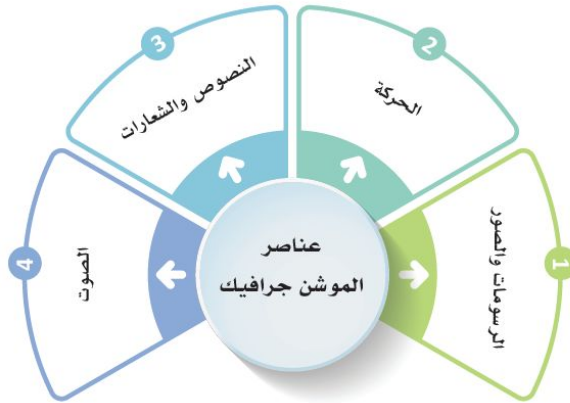 عناصر
الموشن جرافيك
1
الرسومات والصور
2
الحركة
3
النصوص والشعارات
4
الصوت